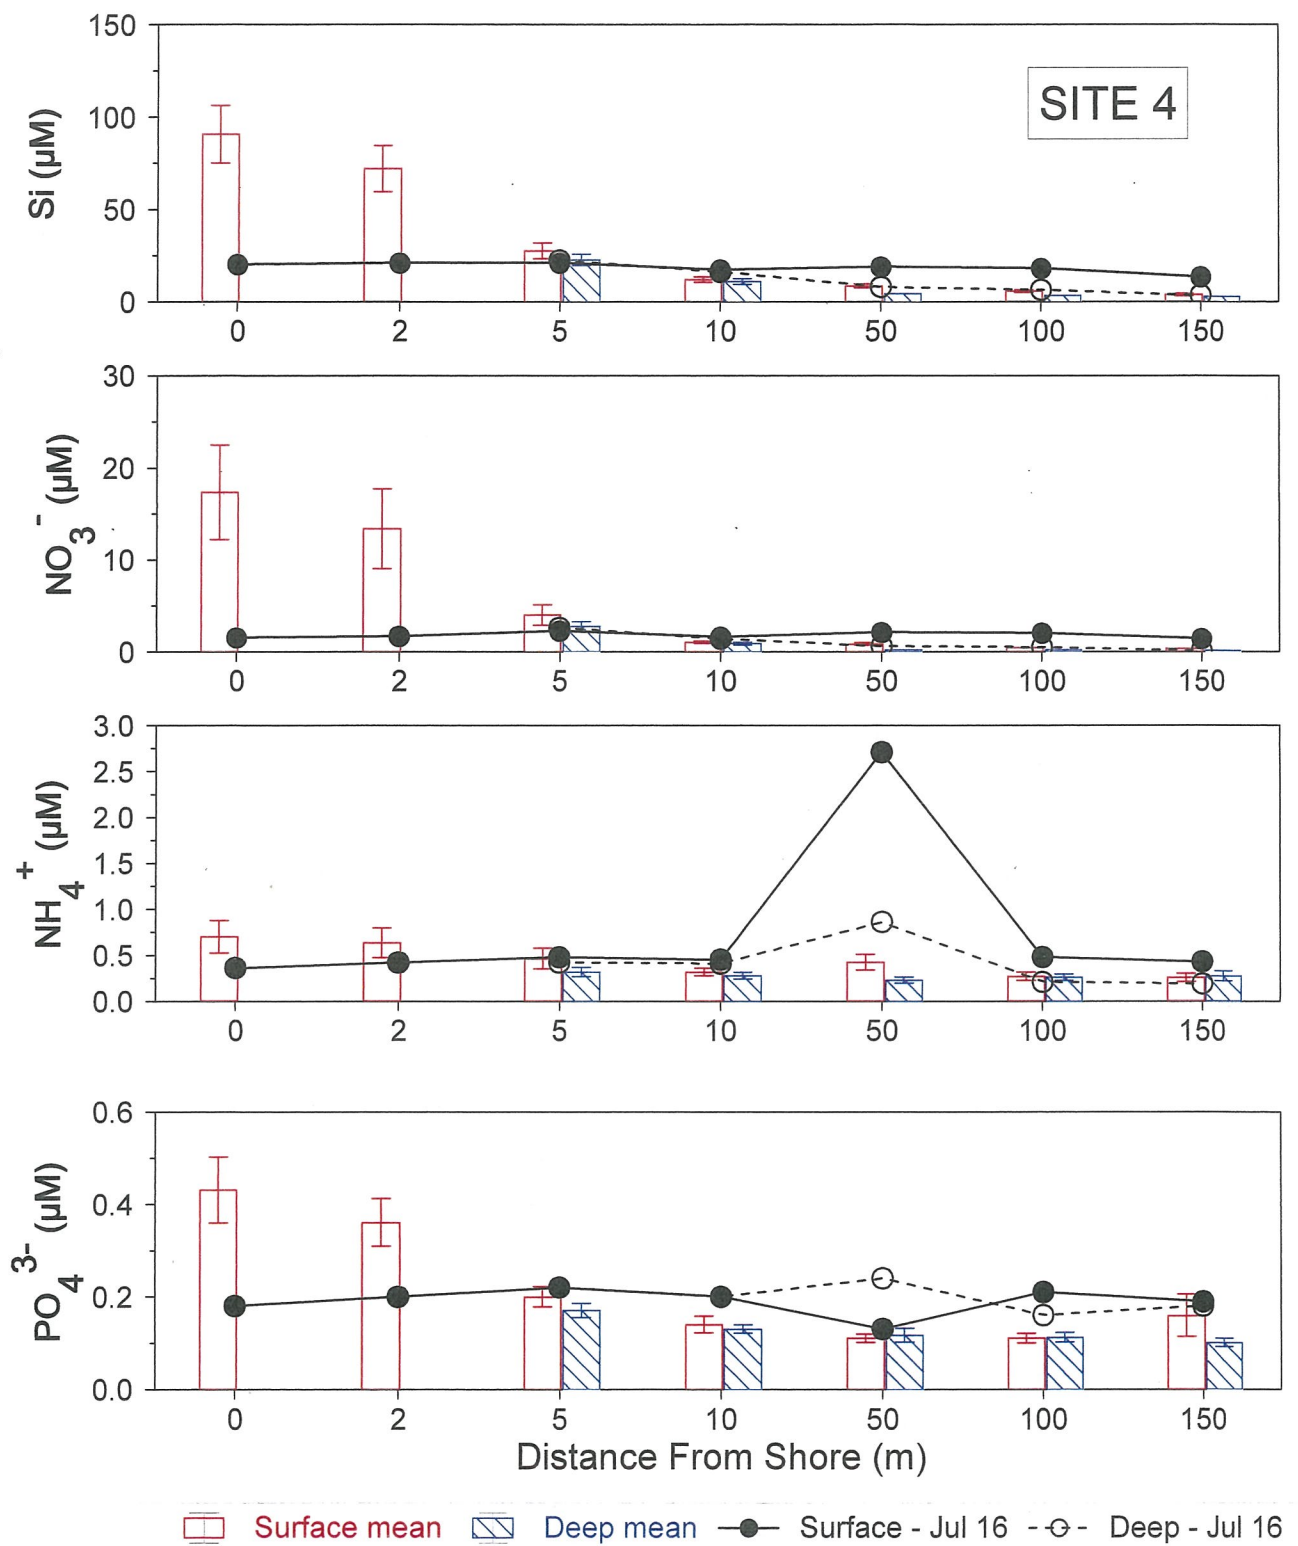 SITE 4
Si (µM)
150
100
50
0
0 2 5 10 50 100 150
NO3- (µM)
30
20
10
0
0 2 5 10 50 100 150
NH4+ (µM)
3.0
2.5
2.0
1.5
1.0
0.5
0.0
0 2 5 10 50 100 150
PO43- (µM)
0.6
0.4
0.2
0.0
0 2 5 10 50 100 150
Distance From Shore (m)
Surface mean Deep mean Surface - Jul 16 Deep - Jul 16